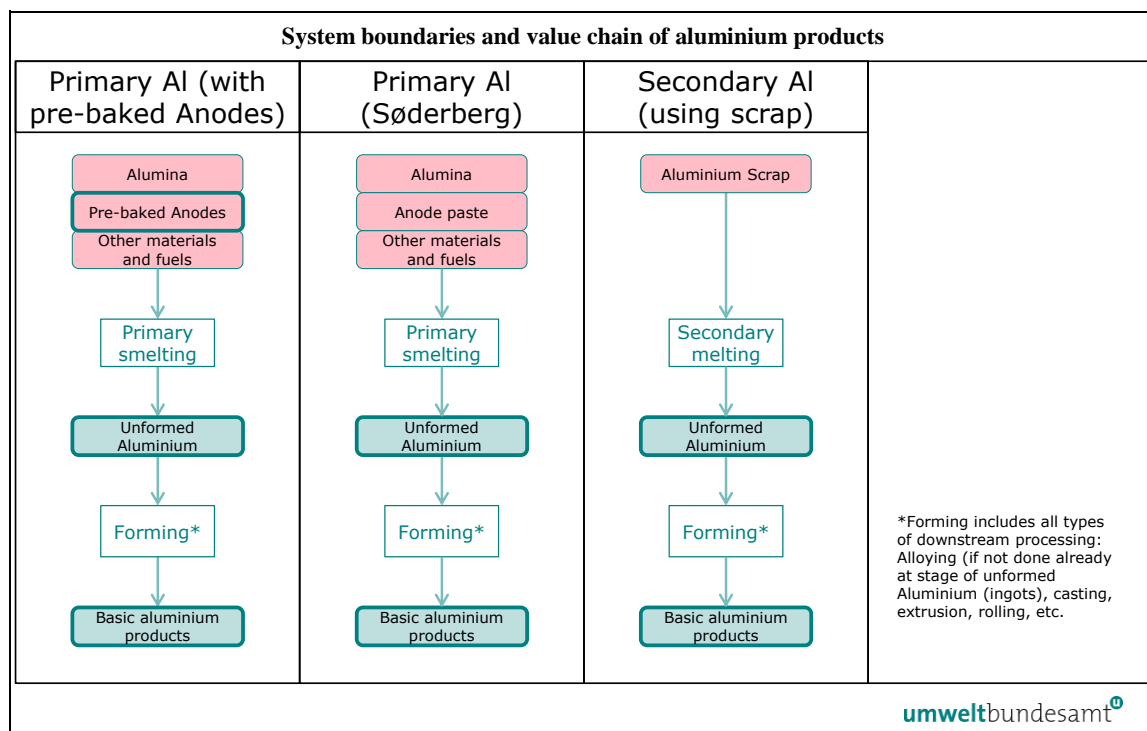 System boundaries and value chain of aluminium products
Primary Al (with
pre-baked Anodes)
Alumina
Pre-baked Anodes
Other materials
and fuels
Primary
smelting
Unformed
Aluminium
Forming*
Basic aluminium
products
Primary Al
(Søderberg)
Alumina
Anode paste
Other materials
and fuels
Primary
smelting
Unformed
Aluminium
Forming*
Basic aluminium
products
Secondary Al
(using scrap)
Aluminium Scrap
Secondary
melting
Unformed
Aluminium
Forming*
Basic aluminium
products
*Forming includes all types
of downstream processing:
Alloying (if not done already
at stage of unformed
Aluminium (ingots), casting,
extrusion, rolling, etc.
umweltbundesamt u